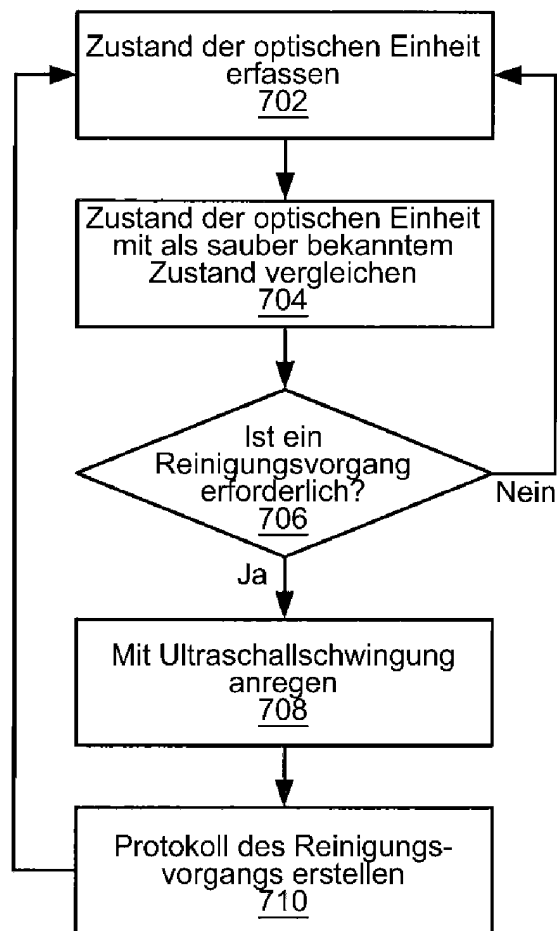 Zustand der optischen Einheit
erfassen
702
Zustand der optischen Einheit
mit als sauber bekanntem
Zustand vergleichen
704
Ist ein
Reinigungsvorgang
erforderlich?
706
Nein
Ja
Mit Ultraschallschwingung
anregen
708
Protokoll des Reinigungs-
vorgangs erstellen
710